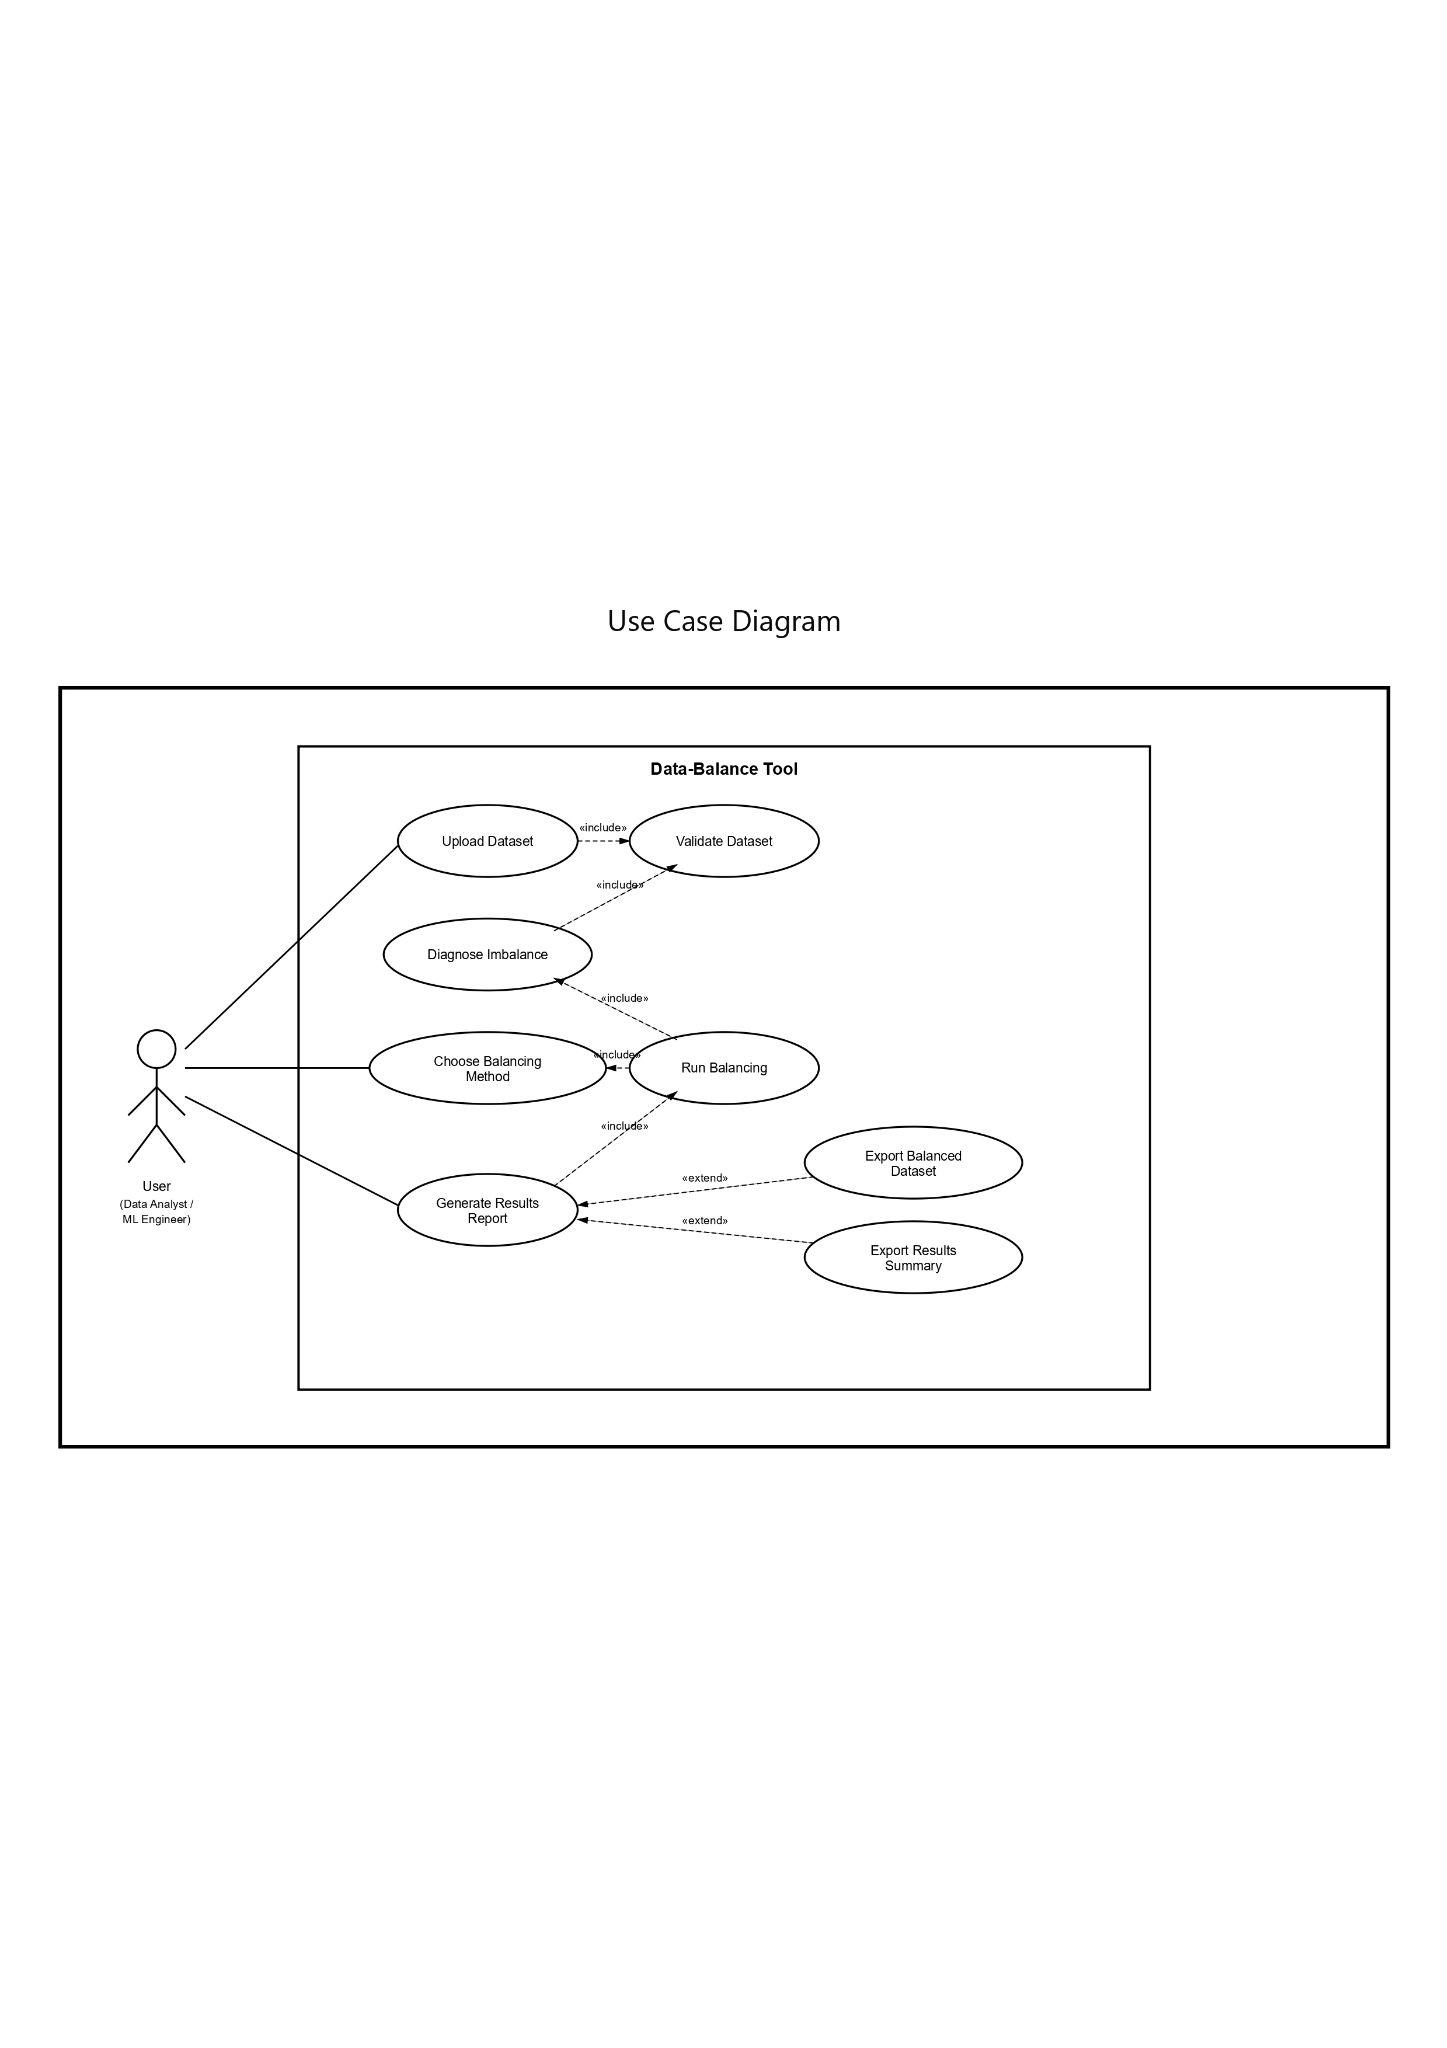 Use Case Diagram
Data-Balance Tool
Upload Dataset
«include»
Validate Dataset
«include»
Diagnose Imbalance
«include»
Choose Balancing
Method
«include»
Run Balancing
«include»
Export Balanced
Dataset
«extend»
Generate Results
Report
«extend»
Export Results
Summary
User
(Data Analyst /
ML Engineer)